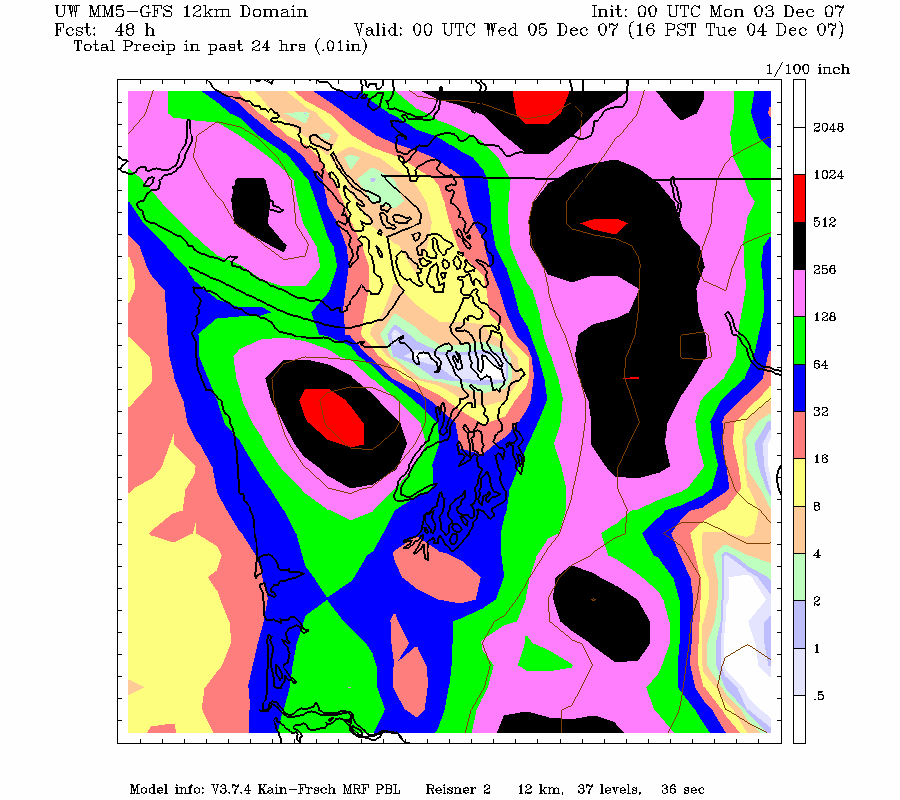 UW MM5-GFS 12km Domain Init: 00 UTC Mon 03 Dec 07
Fcst: 48 h Valid: 00 UTC Wed 05 Dec 07 (16 PST Tue 04 Dec 07)
Total Precip in past 24 hrs (.01in)
1/100 inch
2048
1024
512
256
128
64
32
16
8
4
2
1
.5
Model info: V3.7.4 Kain-Frsch MRF PBL Reisner 2 12 km, 37 levels, 36 sec